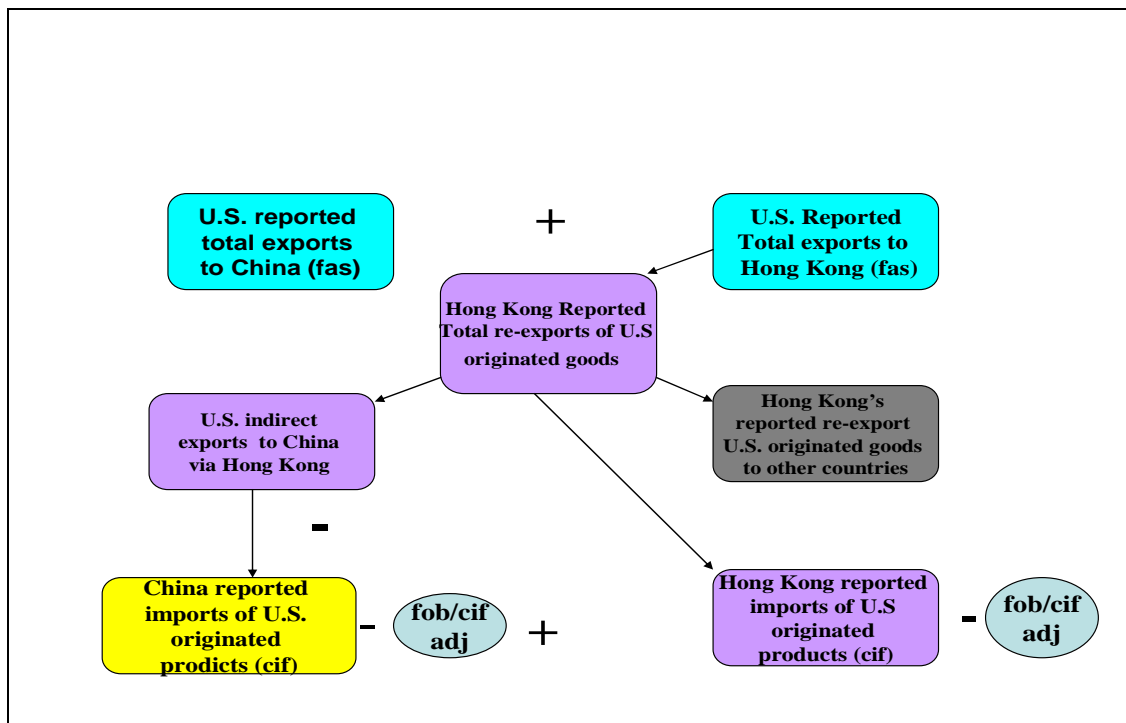 U.S. reported
total exports
to China (fas)
+
U.S. Reported
Total exports to
Hong Kong (fas)
Hong Kong Reported
Total re-exports of U.S
originated goods
U.S. indirect
exports to China
via Hong Kong
Hong Kong's
reported re-export
U.S. originated goods
to other countries
-
China reported
imports of U.S.
originated
prodicts (cif)
-
fob/cif
adj
+
Hong Kong reported
imports of U.S
originated
products (cif)
-
fob/cif
adj